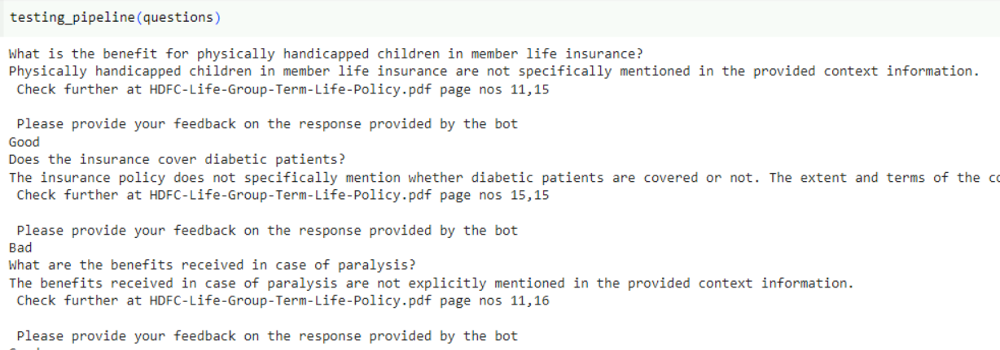 testing_pipeline(questions)
What is the benefit for physically handicapped children in member life insurance?
Physically handicapped children in member life insurance are not specifically mentioned in the provided context information.
Check further at HDFC-Life-Group-Term-Life-Policy.pdf page nos 11,15
Please provide your feedback on the response provided by the bot
Good
Does the insurance cover diabetic patients?
The insurance policy does not specifically mention whether diabetic patients are covered or not. The extent and terms of the
Check further at HDFC-Life-Group-Term-Life-Policy.pdf page nos 15,15
Please provide your feedback on the response provided by the bot
Bad
What are the benefits received in case of paralysis?
The benefits received in case of paralysis are not explicitly mentioned in the provided context information.
Check further at HDFC-Life-Group-Term-Life-Policy.pdf page nos 11,16
Please provide your feedback on the response provided by the bot